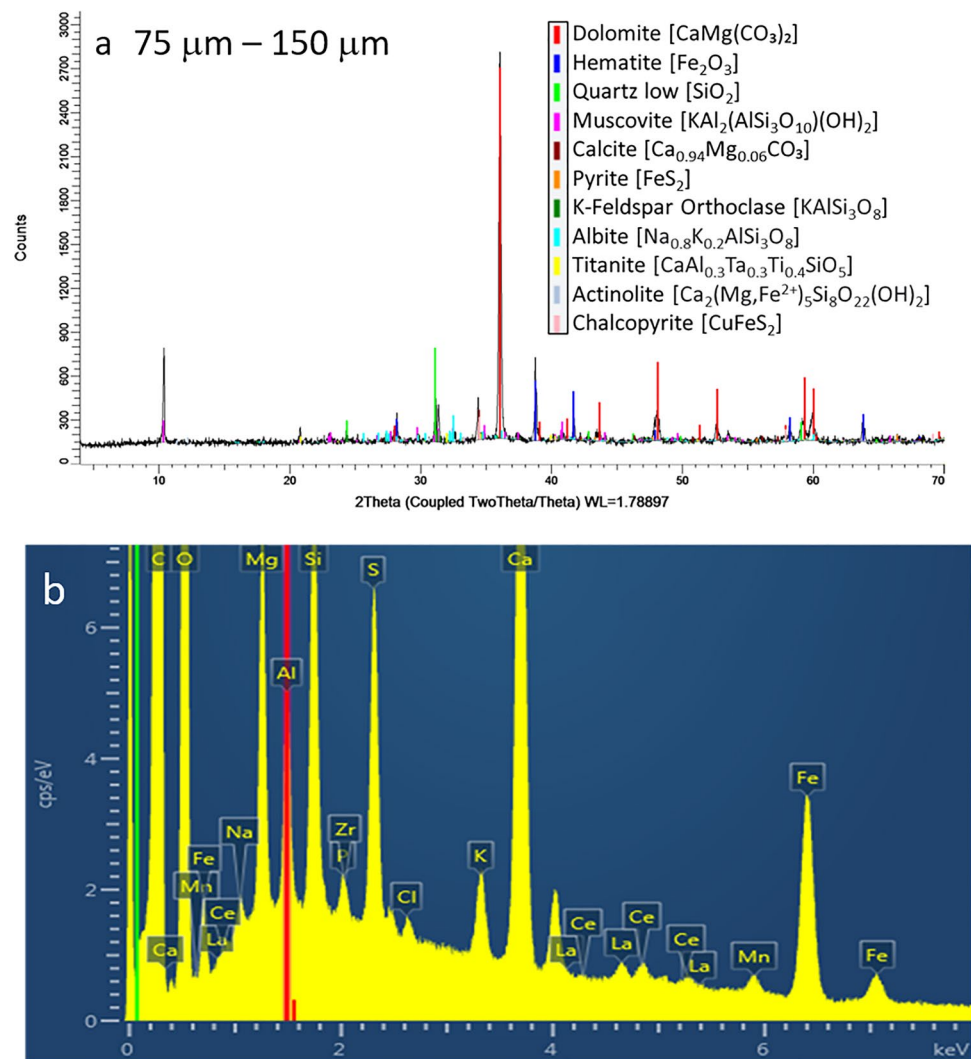 a 75 μm – 150 μm
Dolomite [CaMg(CO₃)₂]
Hematite [Fe₂O₃]
Quartz low [SiO₂]
Muscovite [KAl₂(AlSi₃O₁₀)(OH)₂]
Calcite [Ca₀.₉₄Mg₀.₀₆CO₃]
Pyrite [FeS₂]
K-Feldspar Orthoclase [KAlSi₃O₈]
Albite [Na₀.₈K₀.₂AlSi₃O₈]
Titanite [CaAl₀.₃Ta₀.₃Ti₀.₄SiO₅]
Actinolite [Ca₂(Mg,Fe²⁺)₅Si₈O₂₂(OH)₂]
Chalcopyrite [CuFeS₂]
Counts
3000
2700
2400
2100
1800
1500
1200
900
600
300
0
10 20 30 40 50 60 70
2Theta (Coupled TwoTheta/Theta) WL=1.78897
b
C O Mg Si Ca
S
Al
Fe
Na Zr
P
Fe
K
Mn
Ce Cl Ce
Ca La Ce La Ce La Mn Fe
cps/eV
6
4
2
0
0 2 4 6 keV